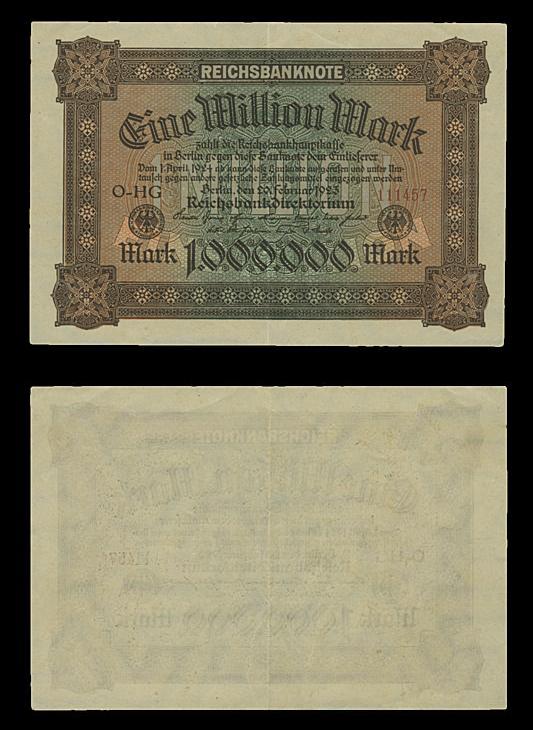 REICHSBANKNOTE
Eine Million Mark
zahlt die Reichsbankhauptkasse
in Berlin gegen diese Banknote dem Einlieferer.
Vom 1. April 1924 ab kann diese Banknote aufgerufen und unter Um-
tausch gegen andere gesetzliche Zahlungsmittel eingezogen werden
Berlin, den 20. Februar 1923
O-HG 111457
Reichsbankdirektorium
Mark 1.000.000. Mark